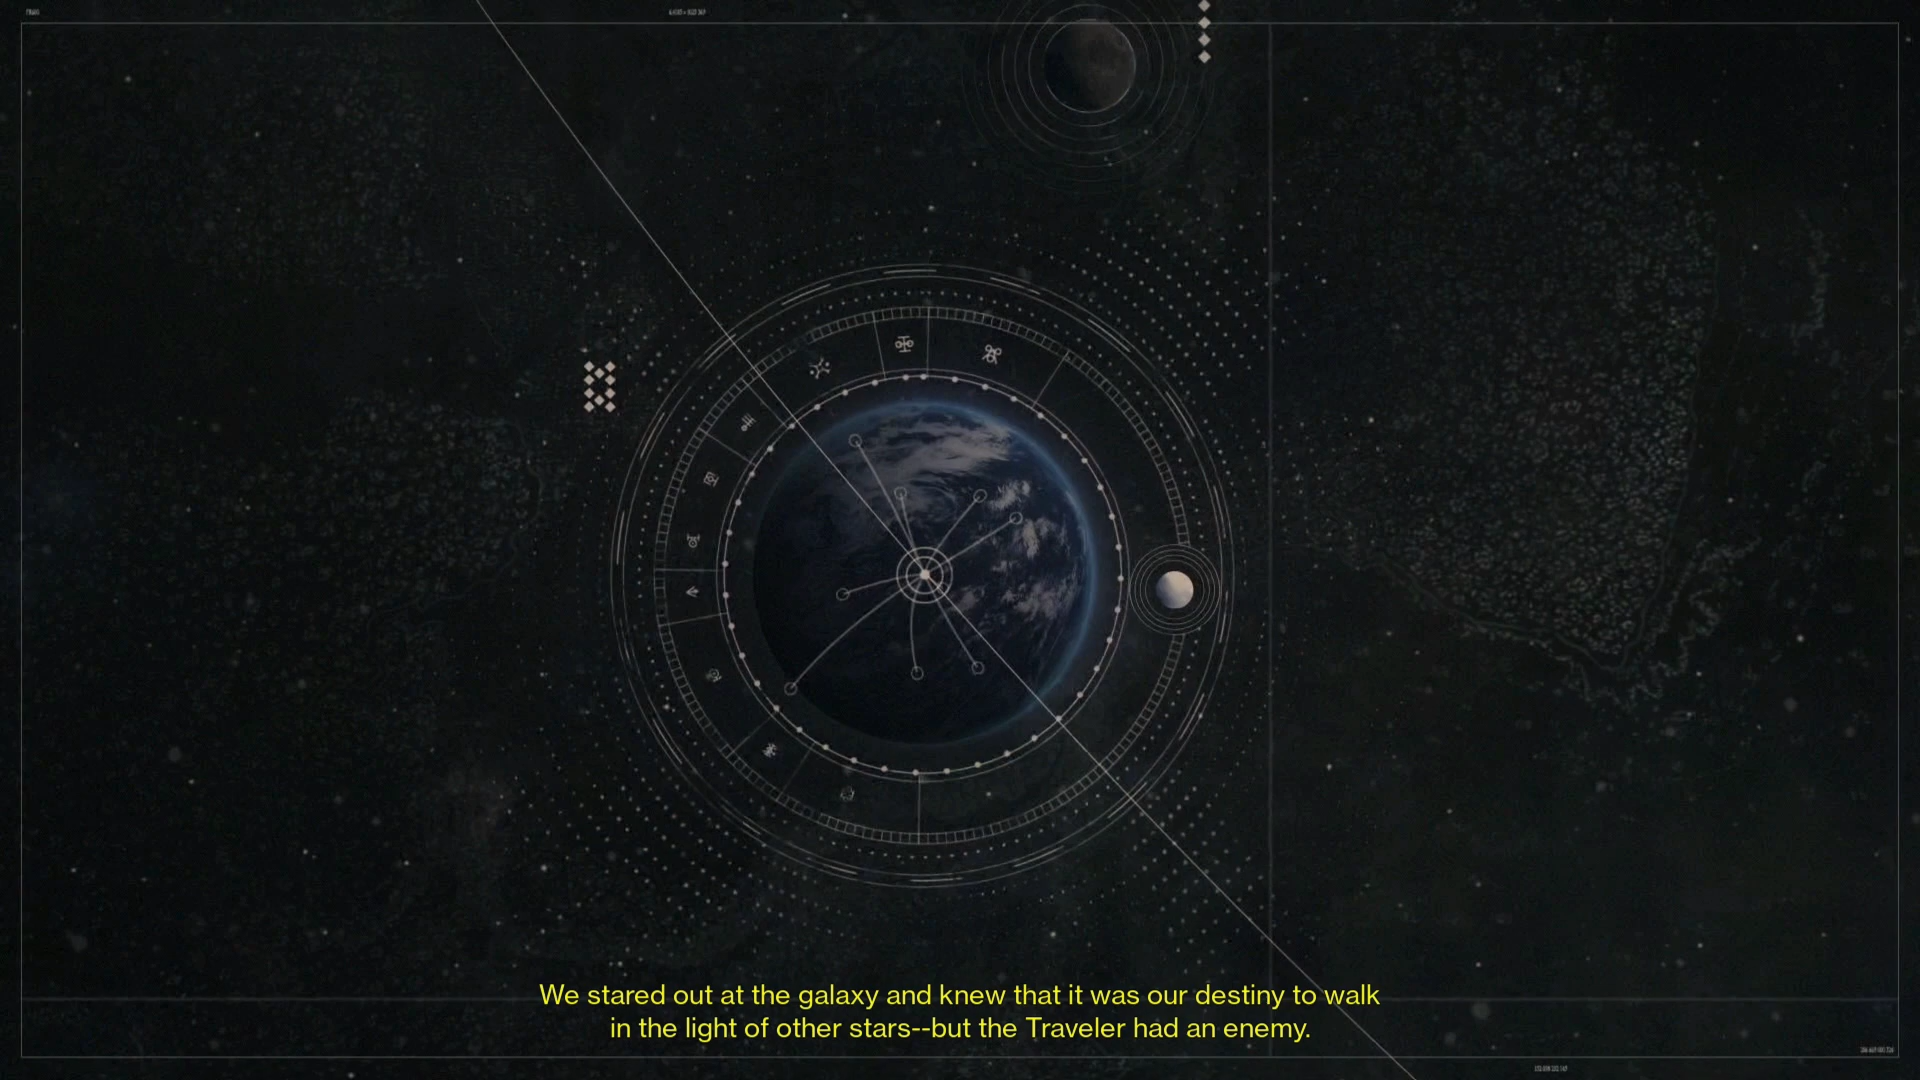 We stared out at the galaxy and knew that it was our destiny to walk
in the light of other stars--but the Traveler had an enemy.